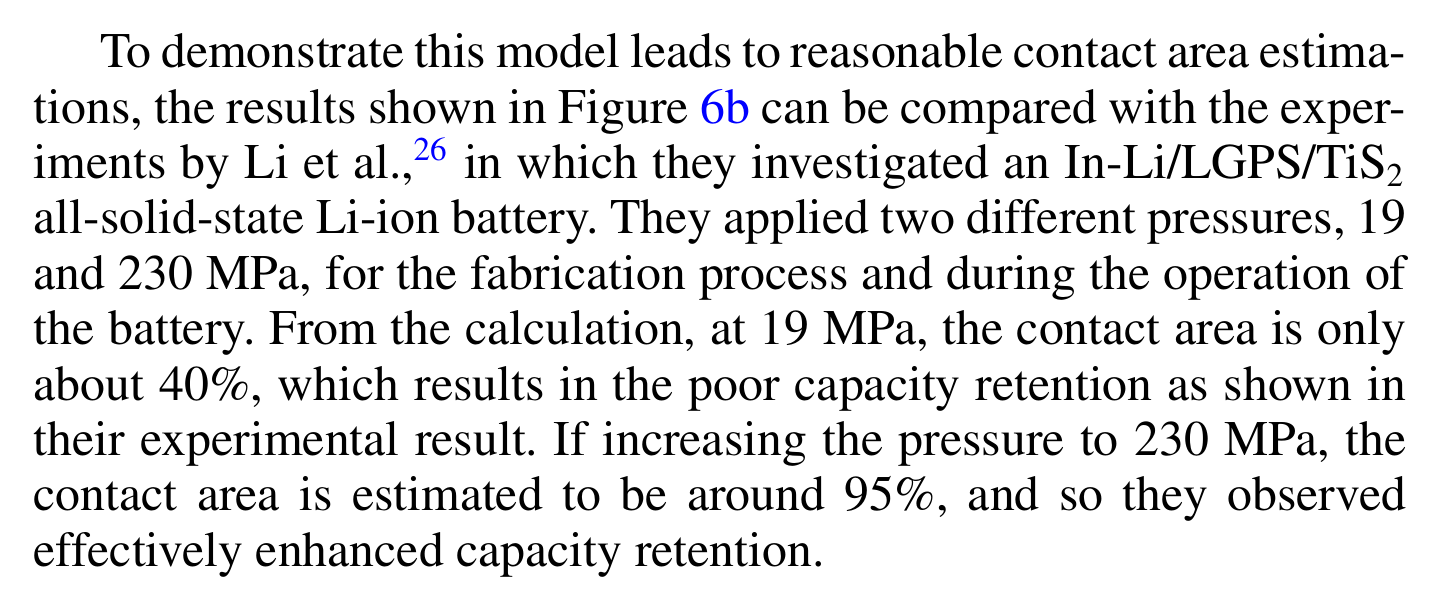 To demonstrate this model leads to reasonable contact area estima-
tions, the results shown in Figure 6b can be compared with the exper-
iments by Li et al.,26 in which they investigated an In-Li/LGPS/TiS2
all-solid-state Li-ion battery. They applied two different pressures, 19
and 230 MPa, for the fabrication process and during the operation of
the battery. From the calculation, at 19 MPa, the contact area is only
about 40%, which results in the poor capacity retention as shown in
their experimental result. If increasing the pressure to 230 MPa, the
contact area is estimated to be around 95%, and so they observed
effectively enhanced capacity retention.